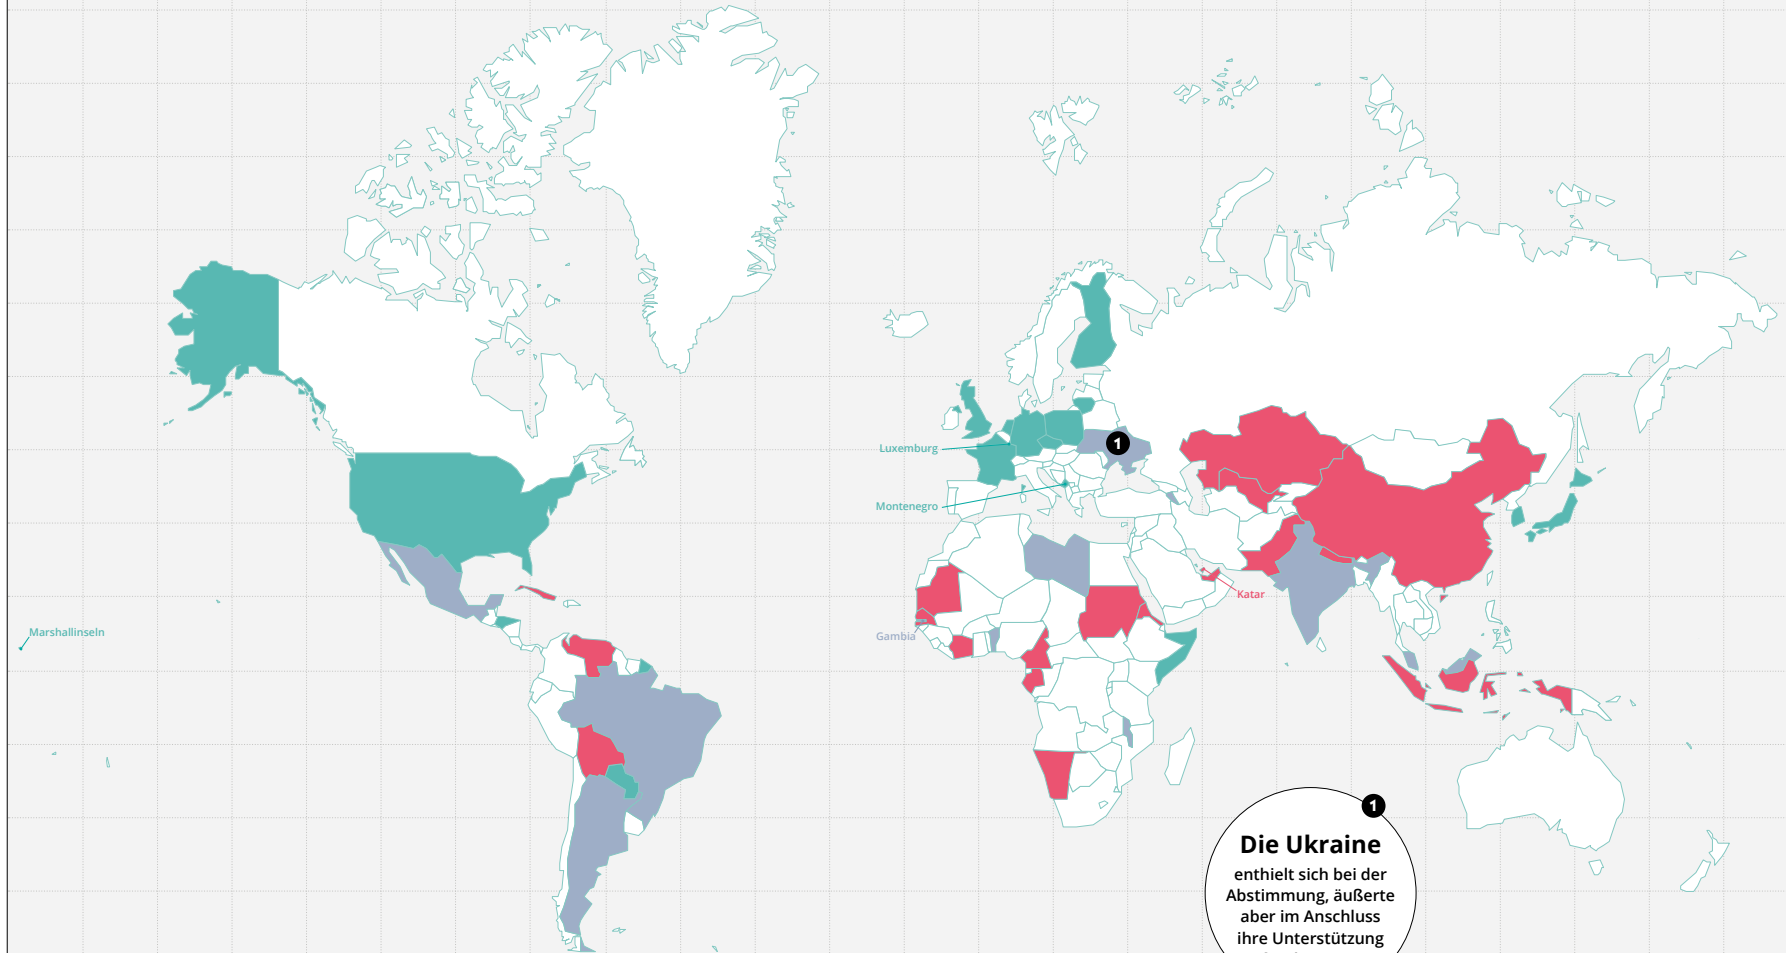 1
Luxemburg
Montenegro
Katar
Marshallinseln
Gambia
1
Die Ukraine
enthielt sich bei der
Abstimmung, äußerte
aber im Anschluss
ihre Unterstützung